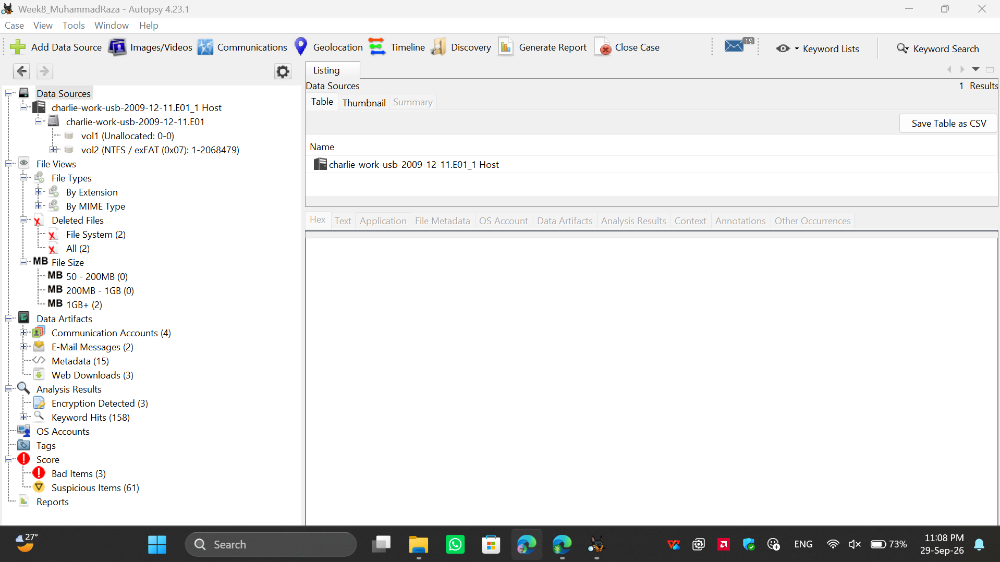 Week8_MuhammadRaza - Autopsy 4.23.1
Case View Tools Window Help
Add Data Source Images/Videos Communications Geolocation Timeline Discovery Generate Report Close Case 19 Keyword Lists Keyword Search
Data Sources
charlie-work-usb-2009-12-11.E01_1 Host
charlie-work-usb-2009-12-11.E01
vol1 (Unallocated: 0-0)
vol2 (NTFS / exFAT (0x07): 1-2068479)
File Views
File Types
By Extension
By MIME Type
Deleted Files
File System (2)
All (2)
MB File Size
MB 50 - 200MB (0)
MB 200MB - 1GB (0)
MB 1GB+ (2)
Data Artifacts
Communication Accounts (4)
E-Mail Messages (2)
Metadata (15)
Web Downloads (3)
Analysis Results
Encryption Detected (3)
Keyword Hits (158)
OS Accounts
Tags
Score
Bad Items (3)
Suspicious Items (61)
Reports
Listing
Data Sources 1 Results
Table Thumbnail Summary
Save Table as CSV
Name
charlie-work-usb-2009-12-11.E01_1 Host
Hex Text Application File Metadata OS Account Data Artifacts Analysis Results Context Annotations Other Occurrences
27°
Search
ENG
73%
11:08 PM
29-Sep-26